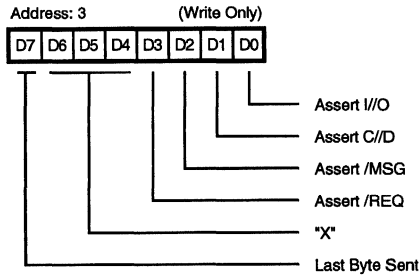 Address: 3 (Write Only)
D7 D6 D5 D4 D3 D2 D1 D0
Assert I//O
Assert C//D
Assert /MSG
Assert /REQ
"X"
Last Byte Sent